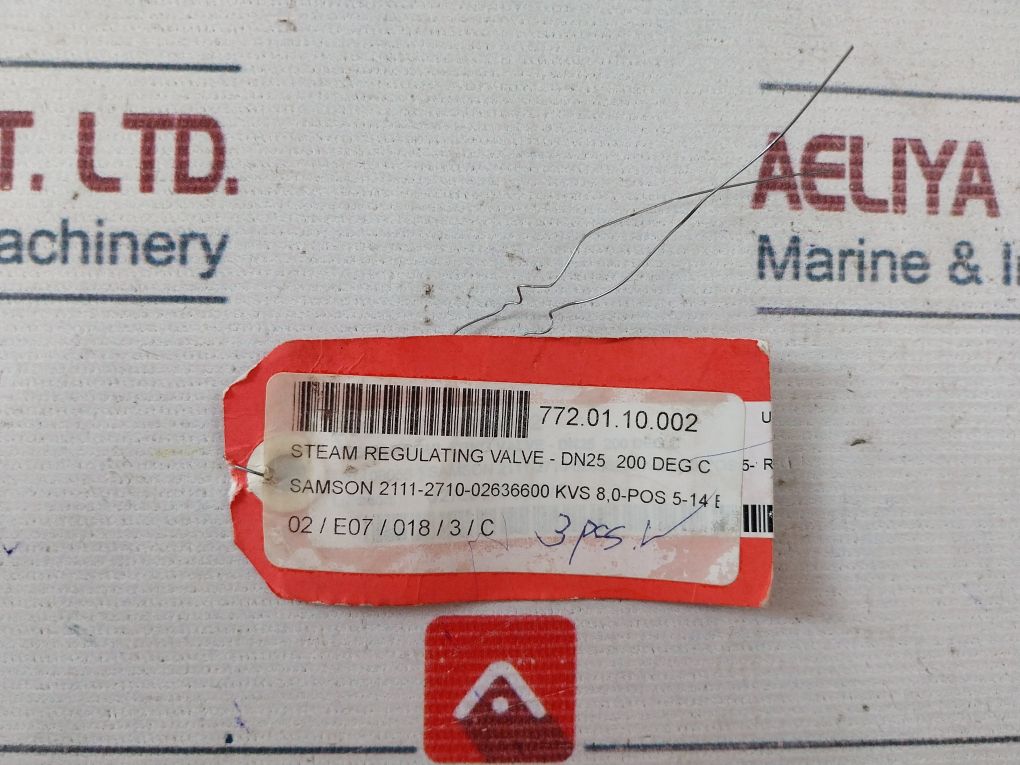 T. LTD.
AELIYA
achinery
Marine & I
772.01.10.002
U
STEAM REGULATING VALVE - DN25 200 DEG C
5- R
SAMSON 2111-2710-02636600 KVS 8,0-POS 5-14 E
02 / E07 / 018 / 3 / C
3 pcs.